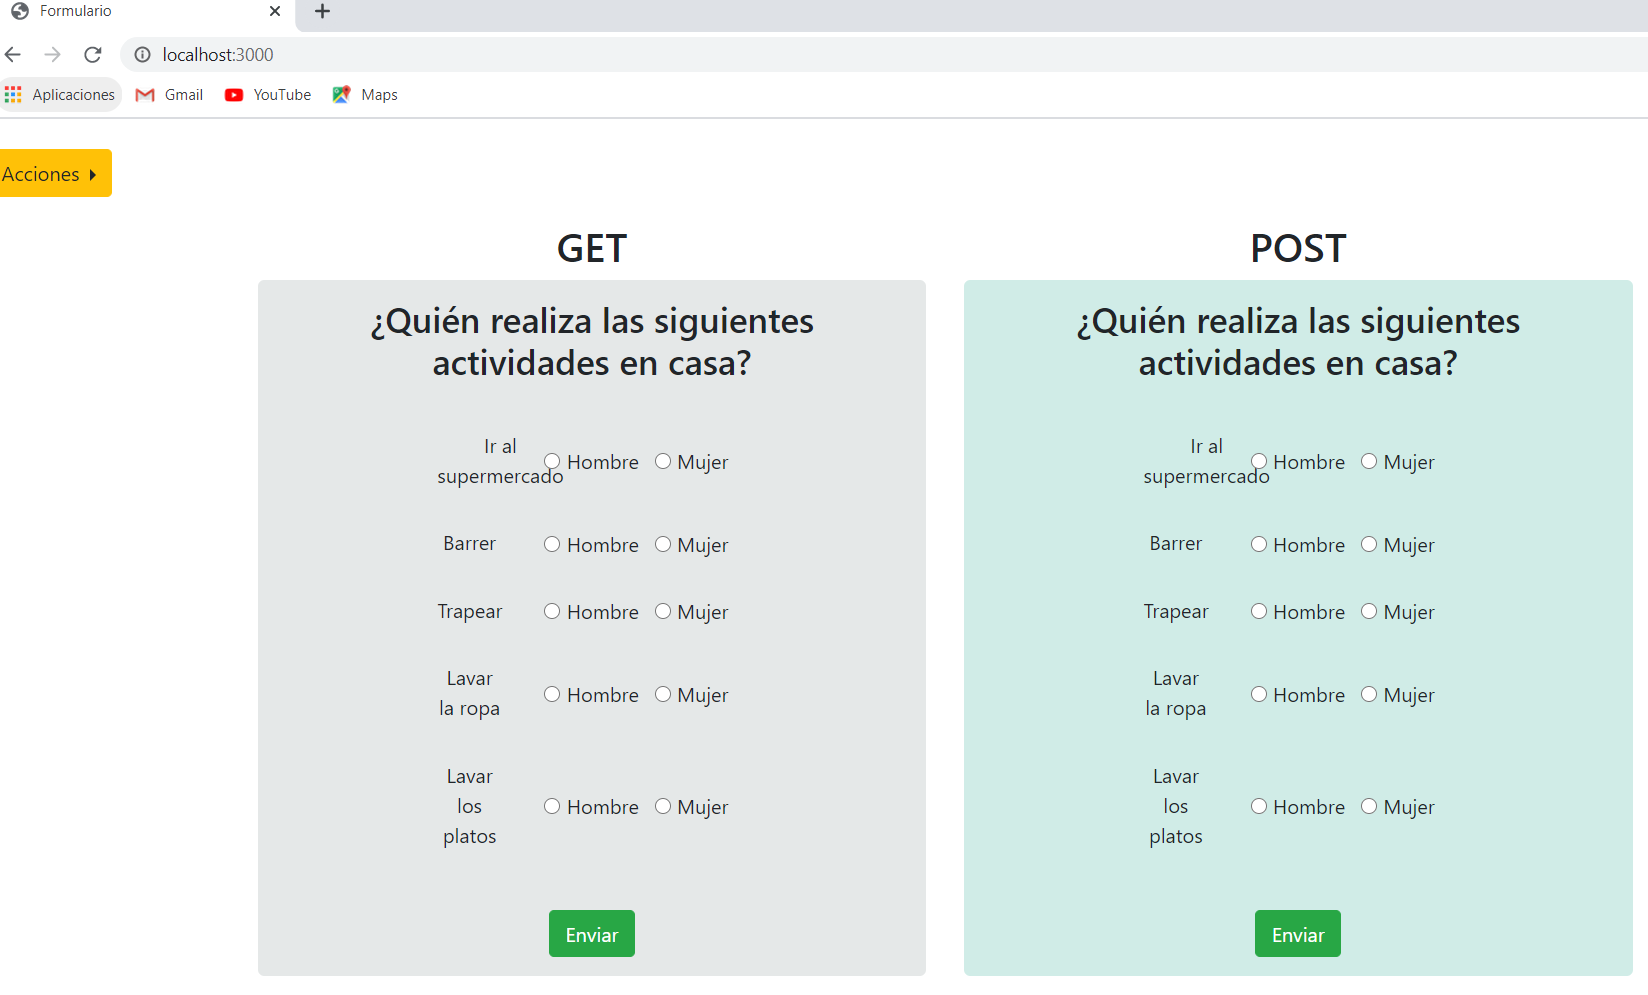 Formulario
localhost:3000
Aplicaciones Gmail YouTube Maps
Acciones
GET
¿Quién realiza las siguientes
actividades en casa?
Ir al
supermercado
Hombre Mujer
Barrer Hombre Mujer
Trapear Hombre Mujer
Lavar
la ropa
Hombre Mujer
Lavar
los
platos
Hombre Mujer
Enviar
POST
¿Quién realiza las siguientes
actividades en casa?
Ir al
supermercado
Hombre Mujer
Barrer Hombre Mujer
Trapear Hombre Mujer
Lavar
la ropa
Hombre Mujer
Lavar
los
platos
Hombre Mujer
Enviar